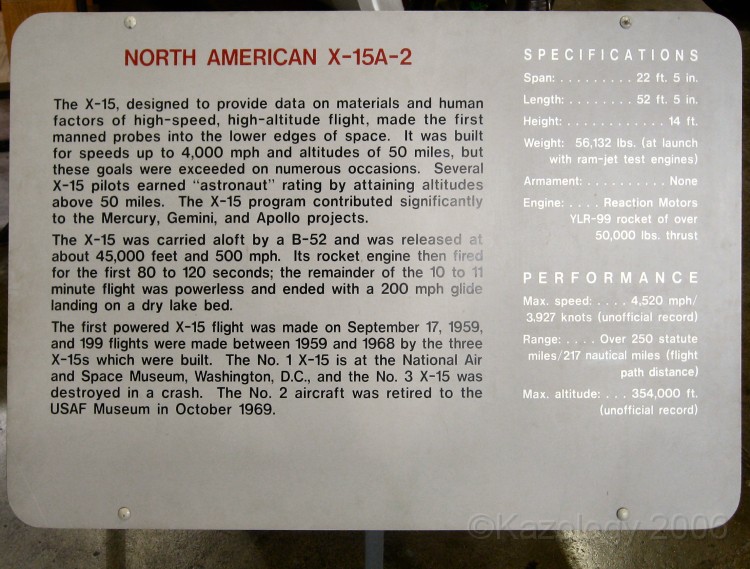 NORTH AMERICAN X-15A-2
The X-15, designed to provide data on materials and human
factors of high-speed, high-altitude flight, made the first
manned probes into the lower edges of space. It was built
for speeds up to 4,000 mph and altitudes of 50 miles, but
these goals were exceeded on numerous occasions. Several
X-15 pilots earned "astronaut" rating by attaining altitudes
above 50 miles. The X-15 program contributed significantly
to the Mercury, Gemini, and Apollo projects.
The X-15 was carried aloft by a B-52 and was released at
about 45,000 feet and 500 mph. Its rocket engine then fired
for the first 80 to 120 seconds; the remainder of the 10 to 11
minute flight was powerless and ended with a 200 mph glide
landing on a dry lake bed.
The first powered X-15 flight was made on September 17, 1959,
and 199 flights were made between 1959 and 1968 by the three
X-15s which were built. The No. 1 X-15 is at the National Air
and Space Museum, Washington, D.C., and the No. 3 X-15 was
destroyed in a crash. The No. 2 aircraft was retired to the
USAF Museum in October 1969.
SPECIFICATIONS
Span: . . . . . . . . . 22 ft. 5 in.
Length: . . . . . . . . 52 ft. 5 in.
Height: . . . . . . . . . . . . 14 ft.
Weight: 56,132 lbs. (at launch
with ram-jet test engines)
Armament: . . . . . . . . . . None
Engine: . . . . Reaction Motors
YLR-99 rocket of over
50,000 lbs. thrust
PERFORMANCE
Max. speed: . . . . 4,520 mph/
3,927 knots (unofficial record)
Range: . . . . Over 250 statute
miles/217 nautical miles (flight
path distance)
Max. altitude: . . . 354,000 ft.
(unofficial record)
©Kazology 2006